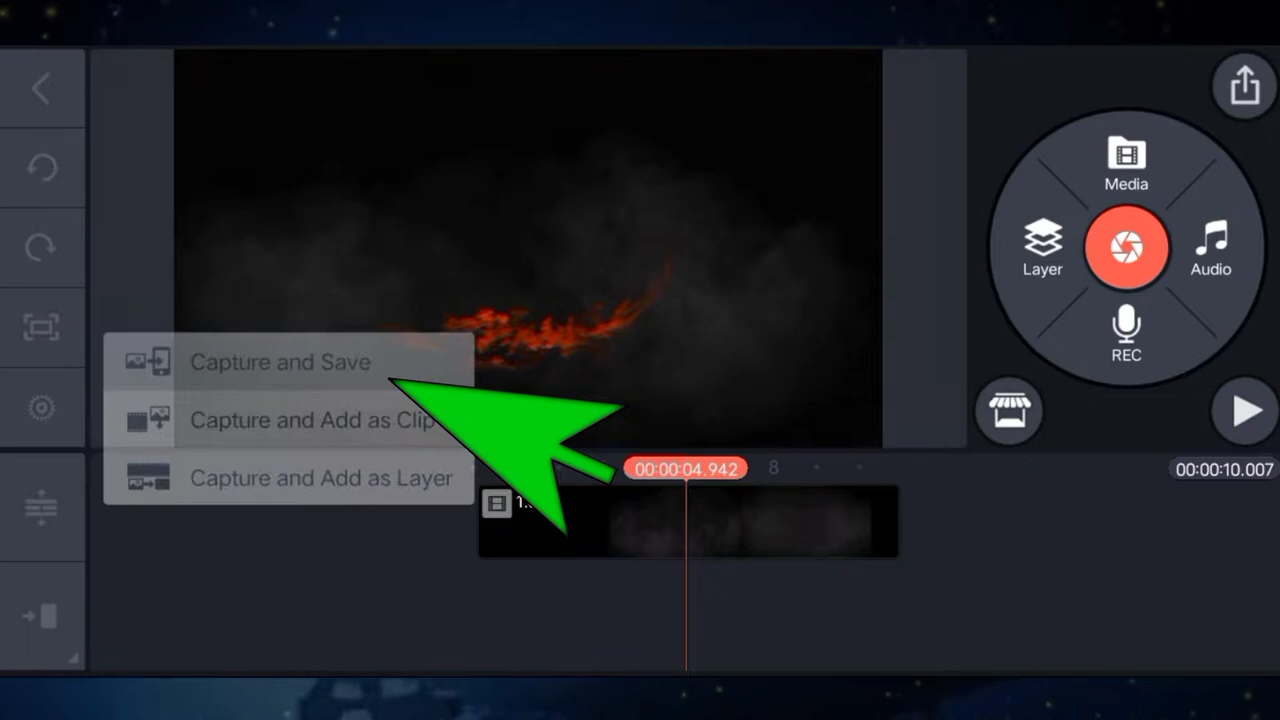 Media
Layer
Audio
REC
Capture and Save
Capture and Add as Clip
Capture and Add as Layer
00:00:04.942
8
00:00:10.007